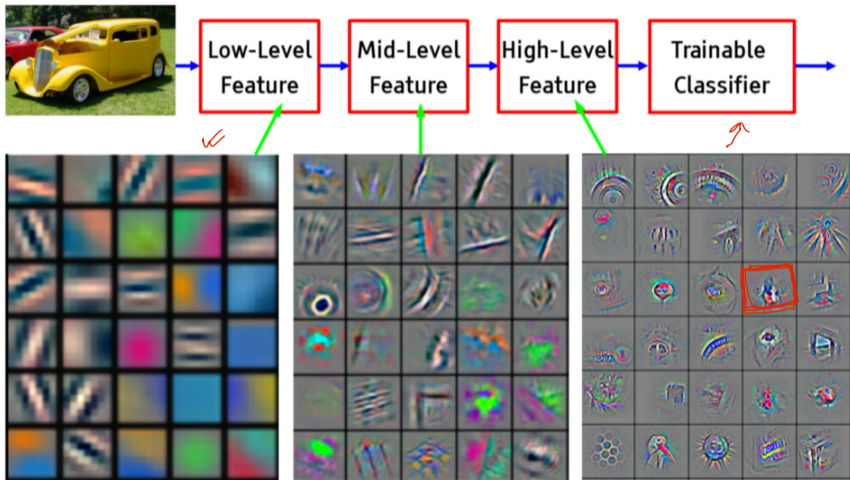 Low-Level
Feature
Mid-Level
Feature
High-Level
Feature
Trainable
Classifier